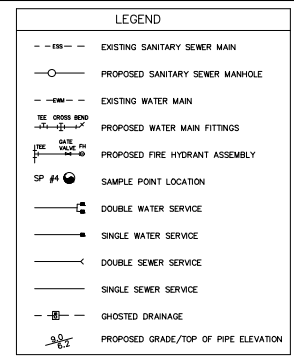 LEGEND
ESS EXISTING SANITARY SEWER MAIN
PROPOSED SANITARY SEWER MANHOLE
EWM EXISTING WATER MAIN
TEE CROSS BEND
PROPOSED WATER MAIN FITTINGS
TEE GATE VALVE FH
PROPOSED FIRE HYDRANT ASSEMBLY
SP #4 SAMPLE POINT LOCATION
DOUBLE WATER SERVICE
SINGLE WATER SERVICE
DOUBLE SEWER SERVICE
SINGLE SEWER SERVICE
GHOSTED DRAINAGE
9.0
6.2
PROPOSED GRADE/TOP OF PIPE ELEVATION